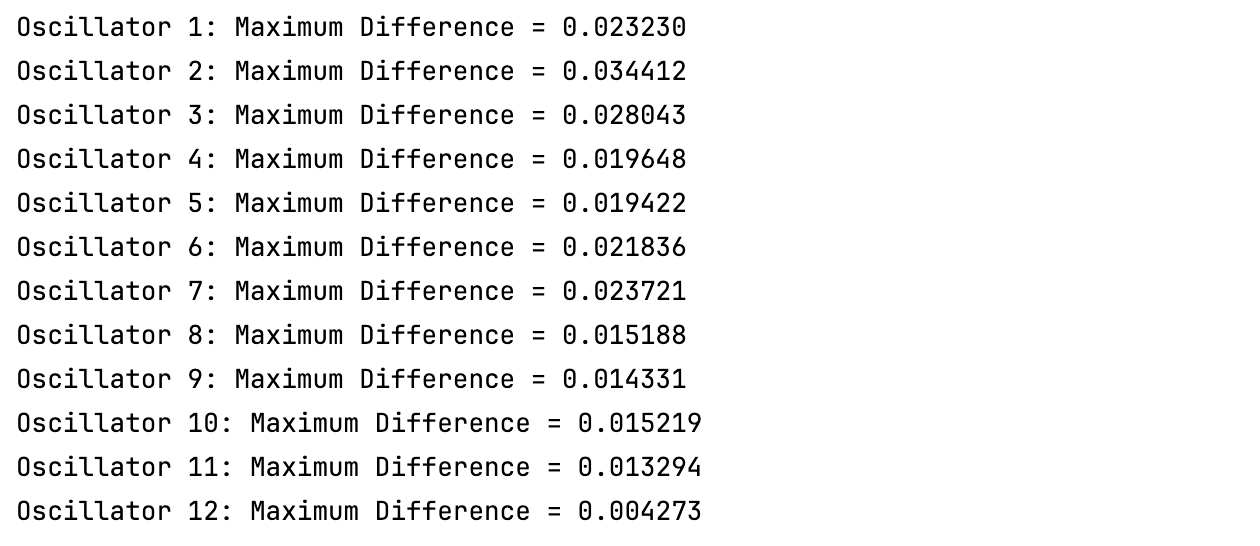 Oscillator 1: Maximum Difference = 0.023230
Oscillator 2: Maximum Difference = 0.034412
Oscillator 3: Maximum Difference = 0.028043
Oscillator 4: Maximum Difference = 0.019648
Oscillator 5: Maximum Difference = 0.019422
Oscillator 6: Maximum Difference = 0.021836
Oscillator 7: Maximum Difference = 0.023721
Oscillator 8: Maximum Difference = 0.015188
Oscillator 9: Maximum Difference = 0.014331
Oscillator 10: Maximum Difference = 0.015219
Oscillator 11: Maximum Difference = 0.013294
Oscillator 12: Maximum Difference = 0.004273